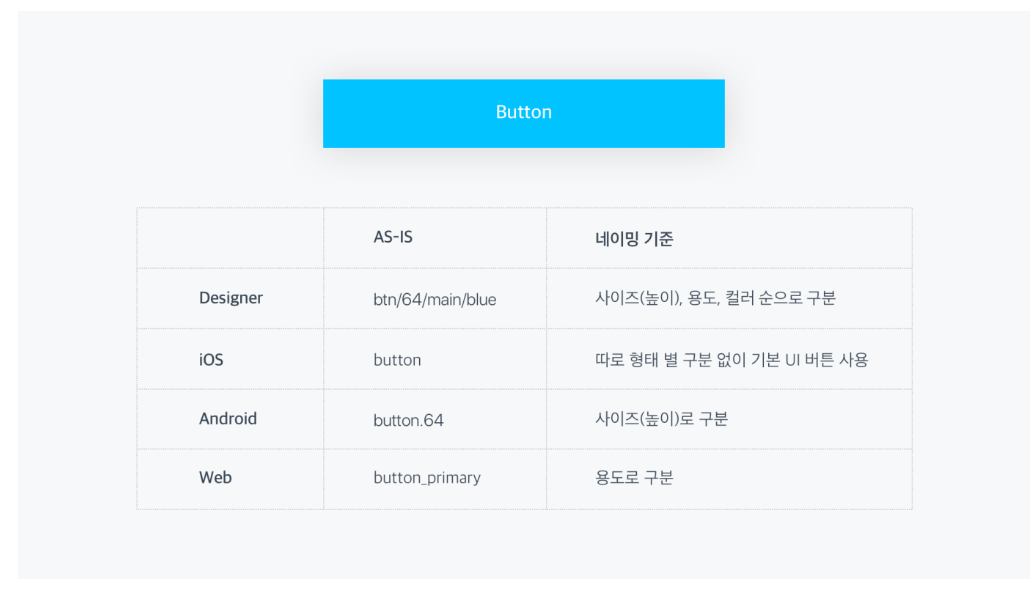 Button
AS-IS 네이밍 기준
Designer btn/64/main/blue 사이즈(높이), 용도, 컬러 순으로 구분
iOS button 따로 형태 별 구분 없이 기본 UI 버튼 사용
Android button.64 사이즈(높이)로 구분
Web button_primary 용도로 구분